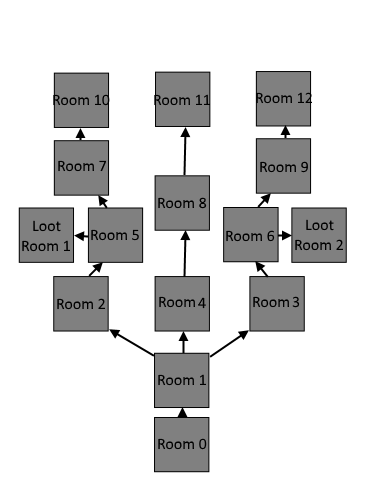 Room 10
Room 11
Room 12
Room 7
Room 9
Room 8
Loot
Room 1
Room 5
Room 6
Loot
Room 2
Room 2
Room 4
Room 3
Room 1
Room 0